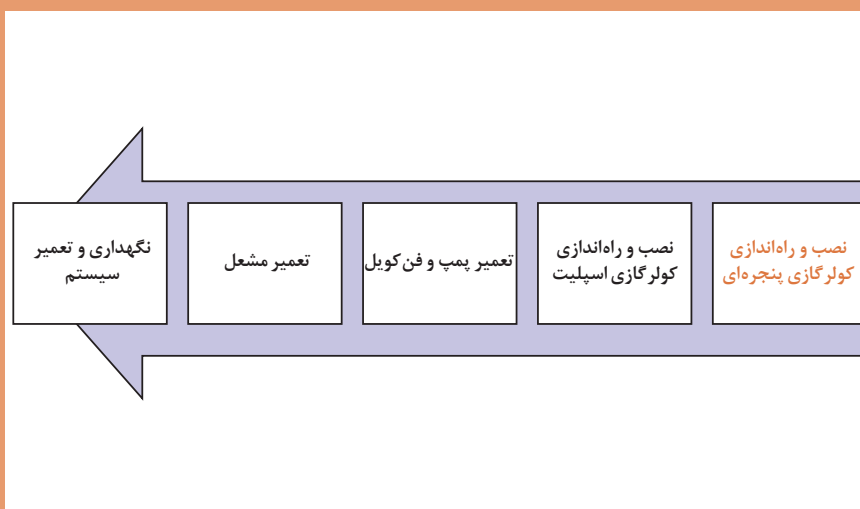 نصب و راه‌اندازی
کولر گازی پنجره‌ای
نصب و راه‌اندازی
کولر گازی اسپلیت
تعمیر پمپ و فن کویل
تعمیر مشعل
نگهداری و تعمیر
سیستم